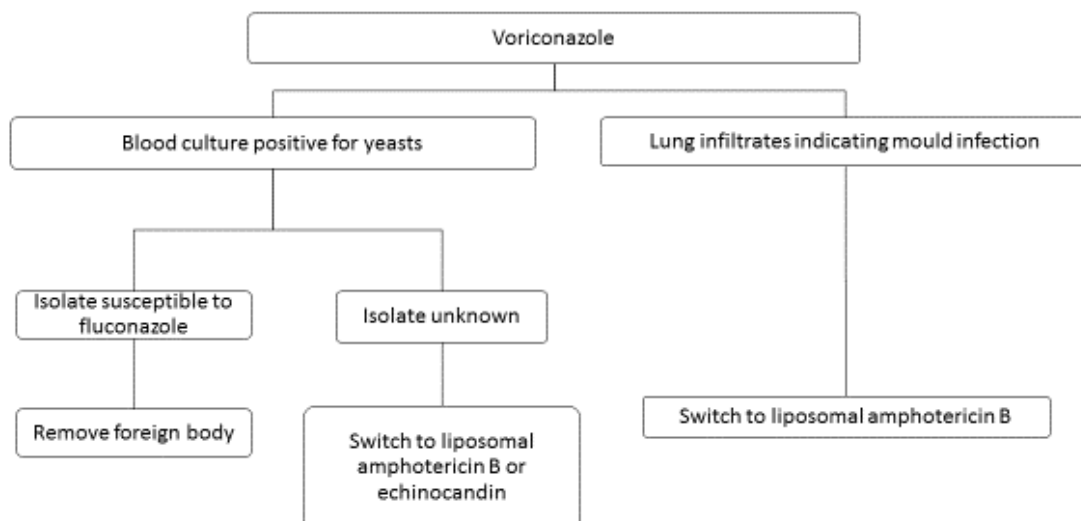 Voriconazole
Blood culture positive for yeasts
Lung infiltrates indicating mould infection
Isolate susceptible to
fluconazole
Isolate unknown
Remove foreign body
Switch to liposomal
amphotericin B or
echinocandin
Switch to liposomal amphotericin B